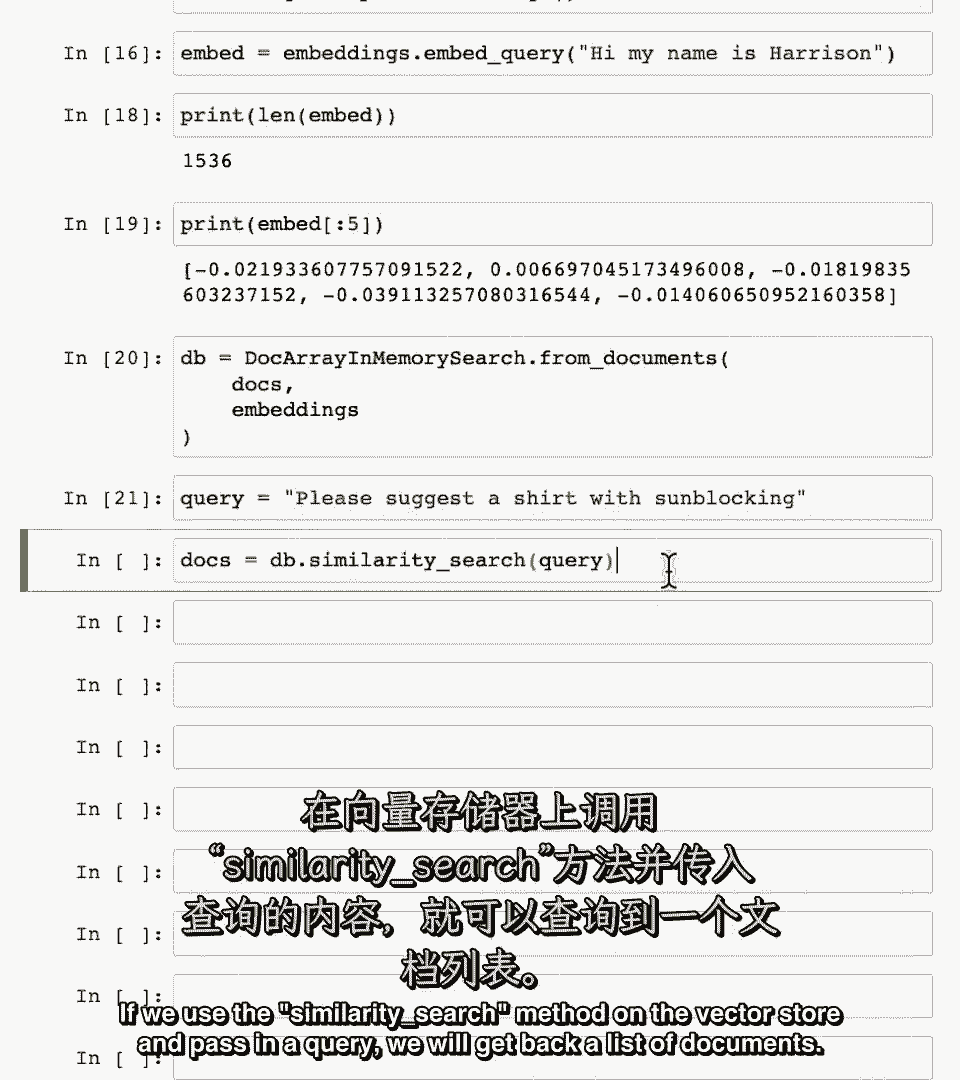 In [16]: embed = embeddings.embed_query("Hi my name is Harrison")
In [18]: print(len(embed))
1536
In [19]: print(embed[:5])
[-0.021933607757091522, 0.006697045173496008, -0.01819835
603237152, -0.039113257080316544, -0.014060650952160358]
In [20]: db = DocArrayInMemorySearch.from_documents(
docs,
embeddings
)
In [21]: query = "Please suggest a shirt with sunblocking"
In [ ]: docs = db.similarity_search(query)
In [ ]:
In [ ]:
In [ ]:
In [ ]:
In [ ]:
In [ ]:
In [ ]:
In [ ]:
在向量存储器上调用
“similarity_search”方法并传入
查询的内容，就可以查询到一个文
档列表。
If we use the "similarity_search" method on the vector store
and pass in a query, we will get back a list of documents.